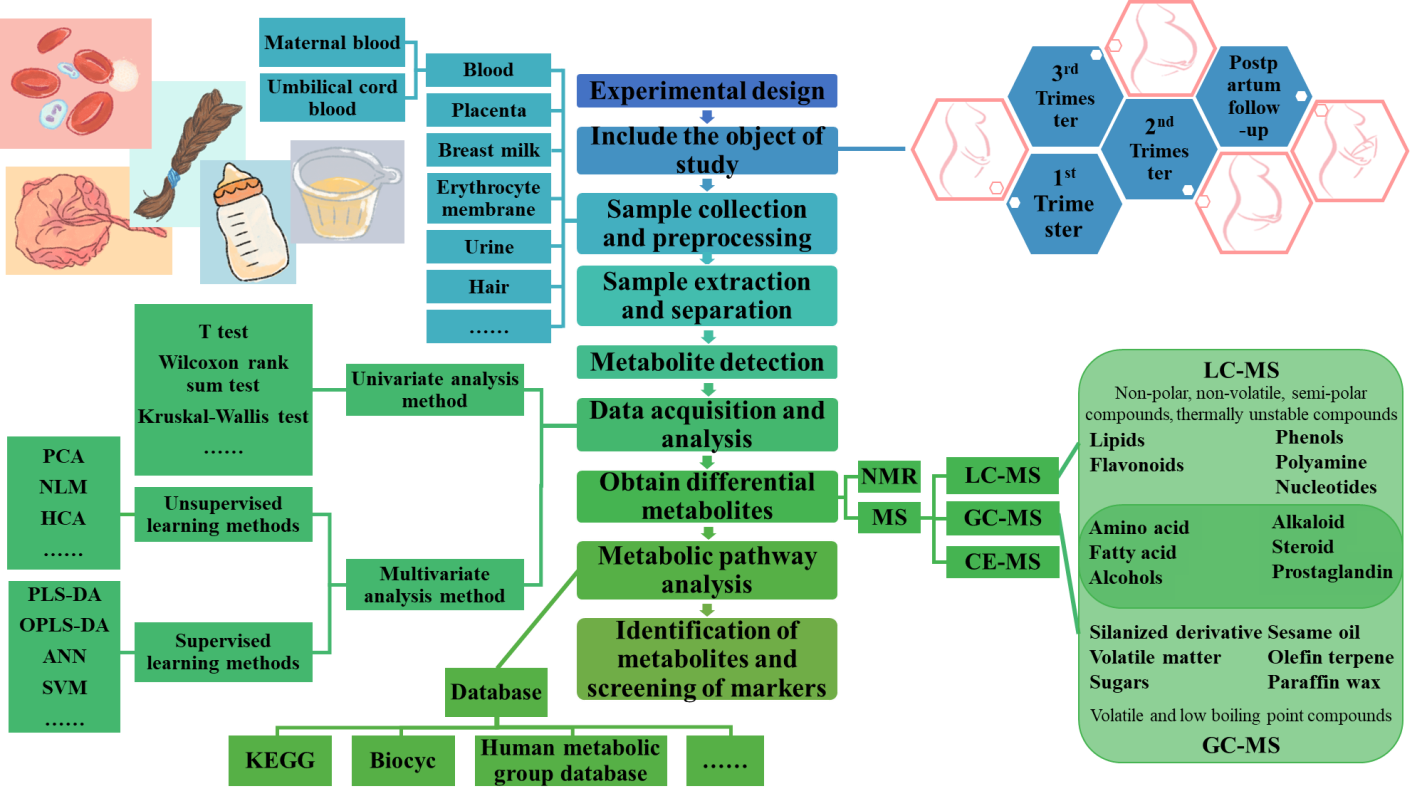 Maternal blood
Umbilical cord
blood
Blood
Placenta
Breast milk
Erythrocyte
membrane
Urine
Hair
......
Experimental design
Include the object of
study
Sample collection
and preprocessing
Sample extraction
and separation
Metabolite detection
Data acquisition and
analysis
Obtain differential
metabolites
Metabolic pathway
analysis
Identification of
metabolites and
screening of markers
3rd
Trimes
ter
1st
Trime
ster
2nd
Trimes
ter
Postp
artum
follow
-up
T test
Wilcoxon rank
sum test
Kruskal-Wallis test
......
Univariate analysis
method
PCA
NLM
HCA
......
Unsupervised
learning methods
PLS-DA
OPLS-DA
ANN
SVM
......
Supervised
learning methods
Multivariate
analysis method
Database
KEGG
Biocyc
Human metabolic
group database
......
NMR
MS
LC-MS
GC-MS
CE-MS
LC-MS
Non-polar, non-volatile, semi-polar
compounds, thermally unstable compounds
Lipids
Flavonoids
Phenols
Polyamine
Nucleotides
Amino acid
Fatty acid
Alcohols
Alkaloid
Steroid
Prostaglandin
Silanized derivative
Volatile matter
Sugars
Sesame oil
Olefin terpene
Paraffin wax
Volatile and low boiling point compounds
GC-MS